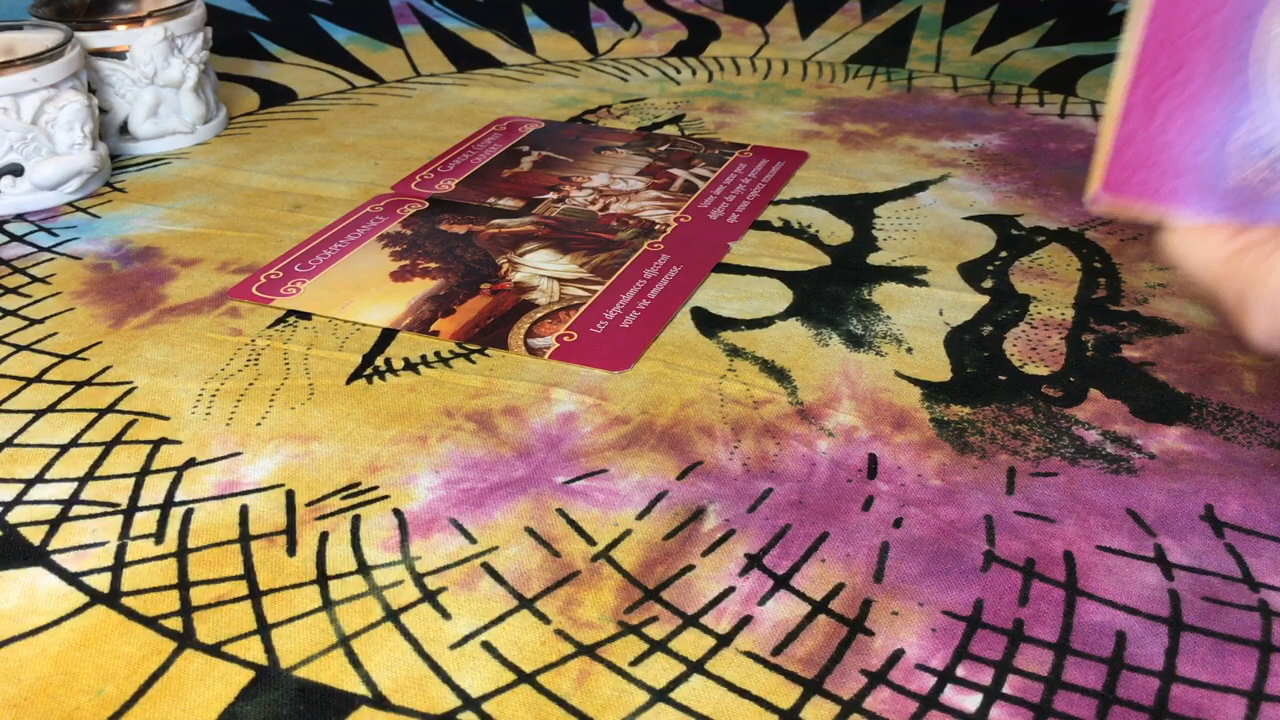 GARDEZ L'ESPRIT
OUVERT
Votre âme sœur peut
différer du type de personne
que vous espérez rencontrer.
CODÉPENDANCE
Les dépendances affectent
votre vie amoureuse.